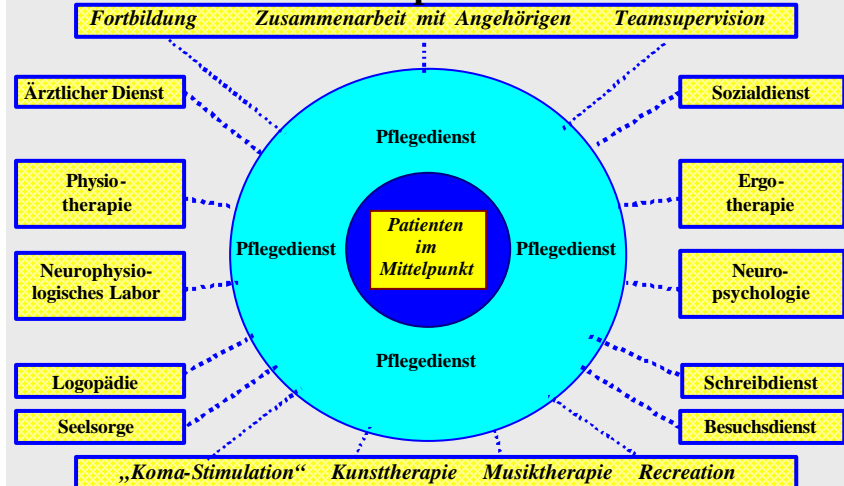 Fortbildung Zusammenarbeit mit Angehörigen Teamsupervision
Ärztlicher Dienst
Sozialdienst
Pflegedienst
Physio-
therapie
Ergo-
therapie
Patienten
im
Mittelpunkt
Pflegedienst
Pflegedienst
Neurophysio-
logisches Labor
Neuro-
psychologie
Pflegedienst
Logopädie
Schreibdienst
Seelsorge
Besuchsdienst
„Koma-Stimulation“ Kunsttherapie Musiktherapie Recreation